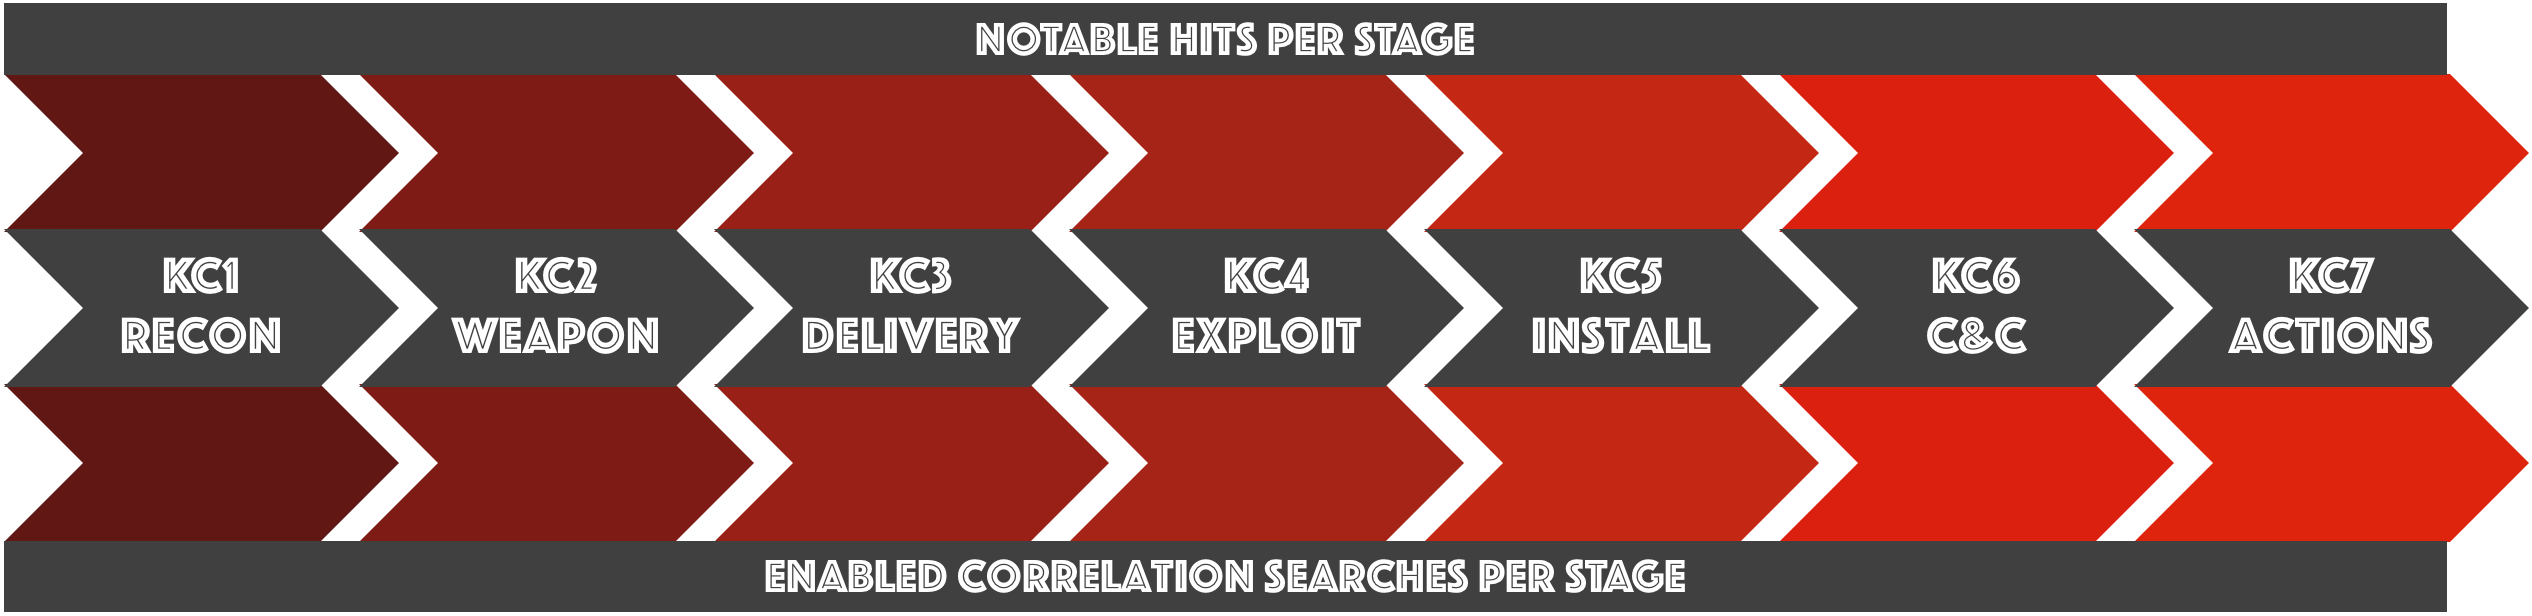 NOTABLE HITS PER STAGE
KC1
RECON
KC2
WEAPON
KC3
DELIVERY
KC4
EXPLOIT
KC5
INSTALL
KC6
C&C
KC7
ACTIONS
ENABLED CORRELATION SEARCHES PER STAGE